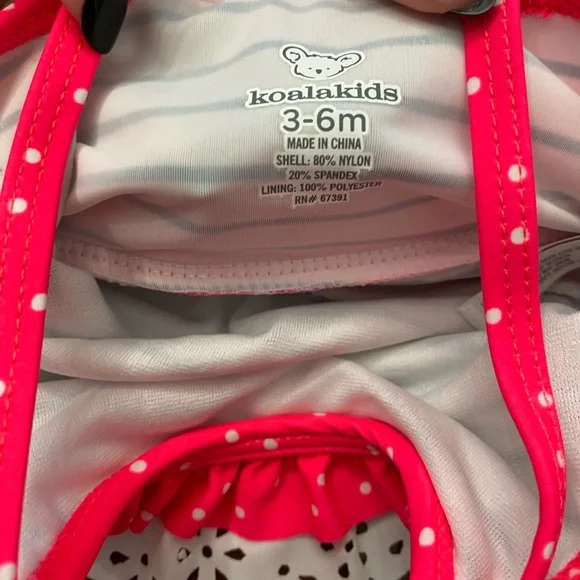 koalakids
3-6m
MADE IN CHINA
SHELL: 80% NYLON
20% SPANDEX
LINING: 100% POLYESTER
RN# 67391